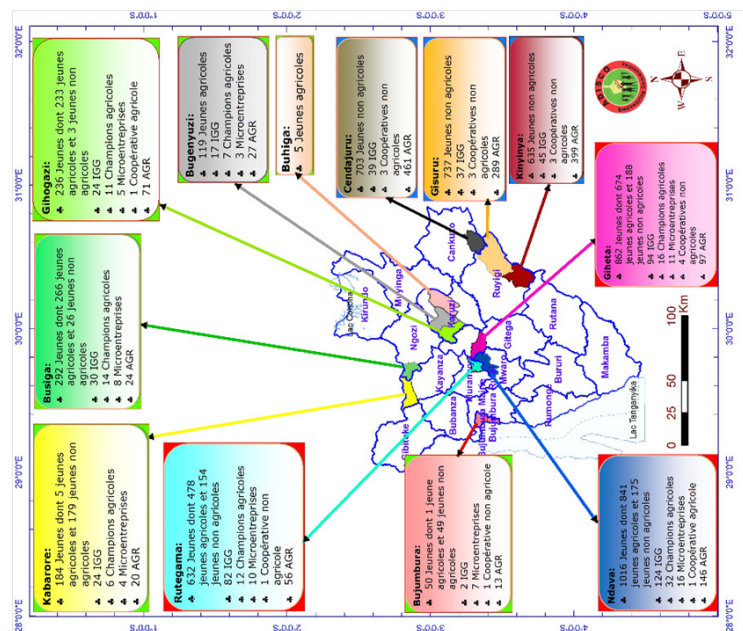 Kabarore:
♣ 184 Jeunes dont 5 jeunes
agricoles et 179 jeunes non
agricoles
♣ 24 IGG
♣ 6 Champions agricoles
♣ 4 Microentreprises
♣ 20 AGR
Busiga:
♣ 292 Jeunes dont 266 jeunes
agricoles et 26 jeunes non
agricoles
♣ 30 IGG
♣ 14 Champions agricoles
♣ 8 Microentreprises
♣ 24 AGR
Gihogazi:
♣ 236 Jeunes dont 233 jeunes
agricoles et 3 jeunes non
agricoles
♣ 24 IGG
♣ 11 Champions agricoles
♣ 5 Microentreprises
♣ 1 Coopérative agricole
♣ 71 AGR
Rutegama:
♣ 632 Jeunes dont 478
jeunes agricoles et 154
jeunes non agricoles
♣ 82 IGG
♣ 12 Champions agricoles
♣ 10 Microentreprises
♣ 1 Coopérative non
agricole
♣ 56 AGR
Bugenyuzi:
♣ 119 Jeunes agricoles
♣ 17 IGG
♣ 7 Champions agricoles
♣ 3 Microentreprises
♣ 27 AGR
Buhiga:
♣ 5 Jeunes agricoles
Cendajuru:
♣ 703 Jeunes non agricoles
♣ 39 IGG
♣ 3 Coopératives non
agricoles
♣ 461 AGR
Gisuru:
♣ 737 Jeunes non agricoles
♣ 37 IGG
♣ 3 Coopératives non
agricoles
♣ 289 AGR
Kinyinya:
♣ 635 Jeunes non agricoles
♣ 45 IGG
♣ 3 Coopératives non
agricoles
♣ 399 AGR
Bujumbura:
♣ 50 Jeunes dont 1 jeune
agricole et 49 jeunes non
agricoles
♣ 2 IGG
♣ 7 Microentreprises
♣ 1 Coopérative non agricole
♣ 13 AGR
Ndava:
♣ 1016 Jeunes dont 841
jeunes agricoles et 175
jeunes non agricoles
♣ 124 IGG
♣ 32 Champions agricoles
♣ 16 Microentreprises
♣ 1 Coopérative agricole
♣ 146 AGR
Giheta:
♣ 862 Jeunes dont 674
jeunes agricoles et 188
jeunes non agricoles
♣ 94 IGG
♣ 16 Champions agricoles
♣ 11 Microentreprises
♣ 4 Coopératives non
agricoles
♣ 97 AGR
Lac Cohoha
Kirundo
Muyinga
Ngozi
Kayanza
Cibitoke
Bubanza
Karuzi
Cankuzo
Ruyigi
Gitega
Mwaro
Rutana
Bururi
Rumonge
Makamba
Lac Tanganyika
0 25 50 100
Km
ADISCO
N
E
S
W
28°0'0"E
29°0'0"E
30°0'0"E
31°0'0"E
32°0'0"E
1°0'0"S
2°0'0"S
3°0'0"S
4°0'0"S
5°0'0"S